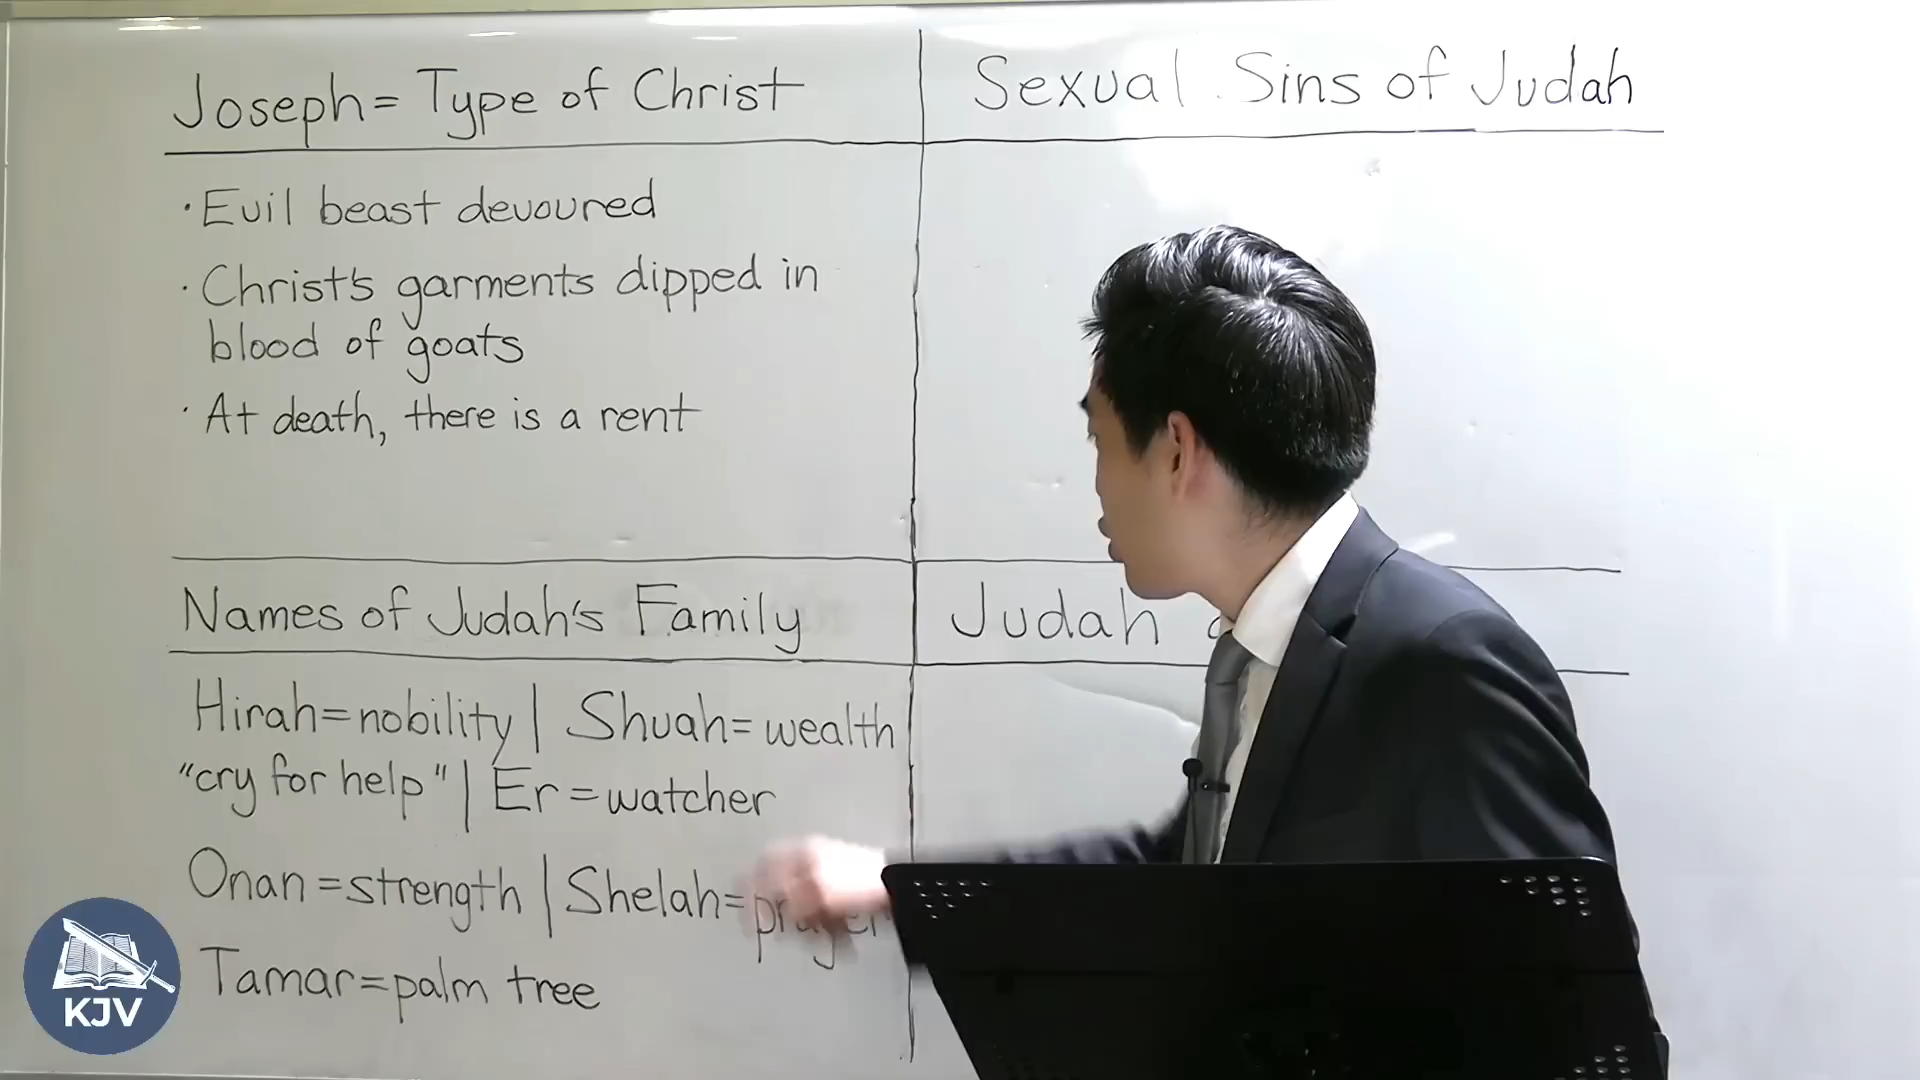 Joseph= Type of Christ
· Evil beast devoured
· Christ's garments dipped in
blood of goats
· At death, there is a rent
Sexual Sins of Judah
Names of Judah's Family
Hirah=nobility | Shuah=wealth
"cry for help" | Er=watcher
Onan=strength | Shelah=prayer
Tamar=palm tree
Judah
KJV